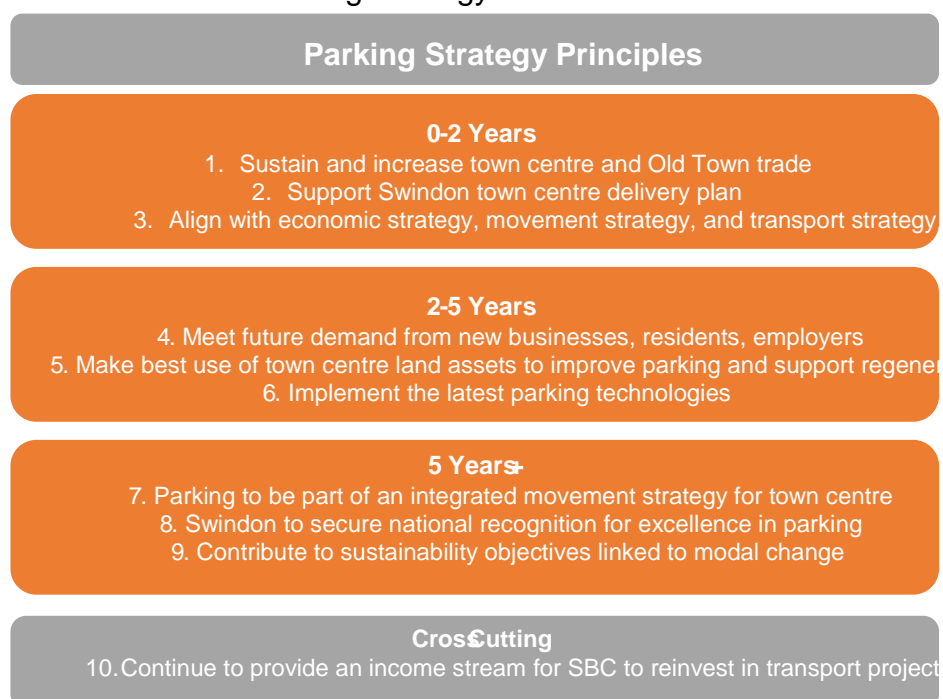 Parking Strategy Principles
0-2 Years
1. Sustain and increase town centre and Old Town trade
2. Support Swindon town centre delivery plan
3. Align with economic strategy, movement strategy, and transport strategy
2-5 Years
4. Meet future demand from new businesses, residents, employers
5. Make best use of town centre land assets to improve parking and support regener
6. Implement the latest parking technologies
5 Years+
7. Parking to be part of an integrated movement strategy for town centre
8. Swindon to secure national recognition for excellence in parking
9. Contribute to sustainability objectives linked to modal change
Cross Cutting
10. Continue to provide an income stream for SBC to reinvest in transport project